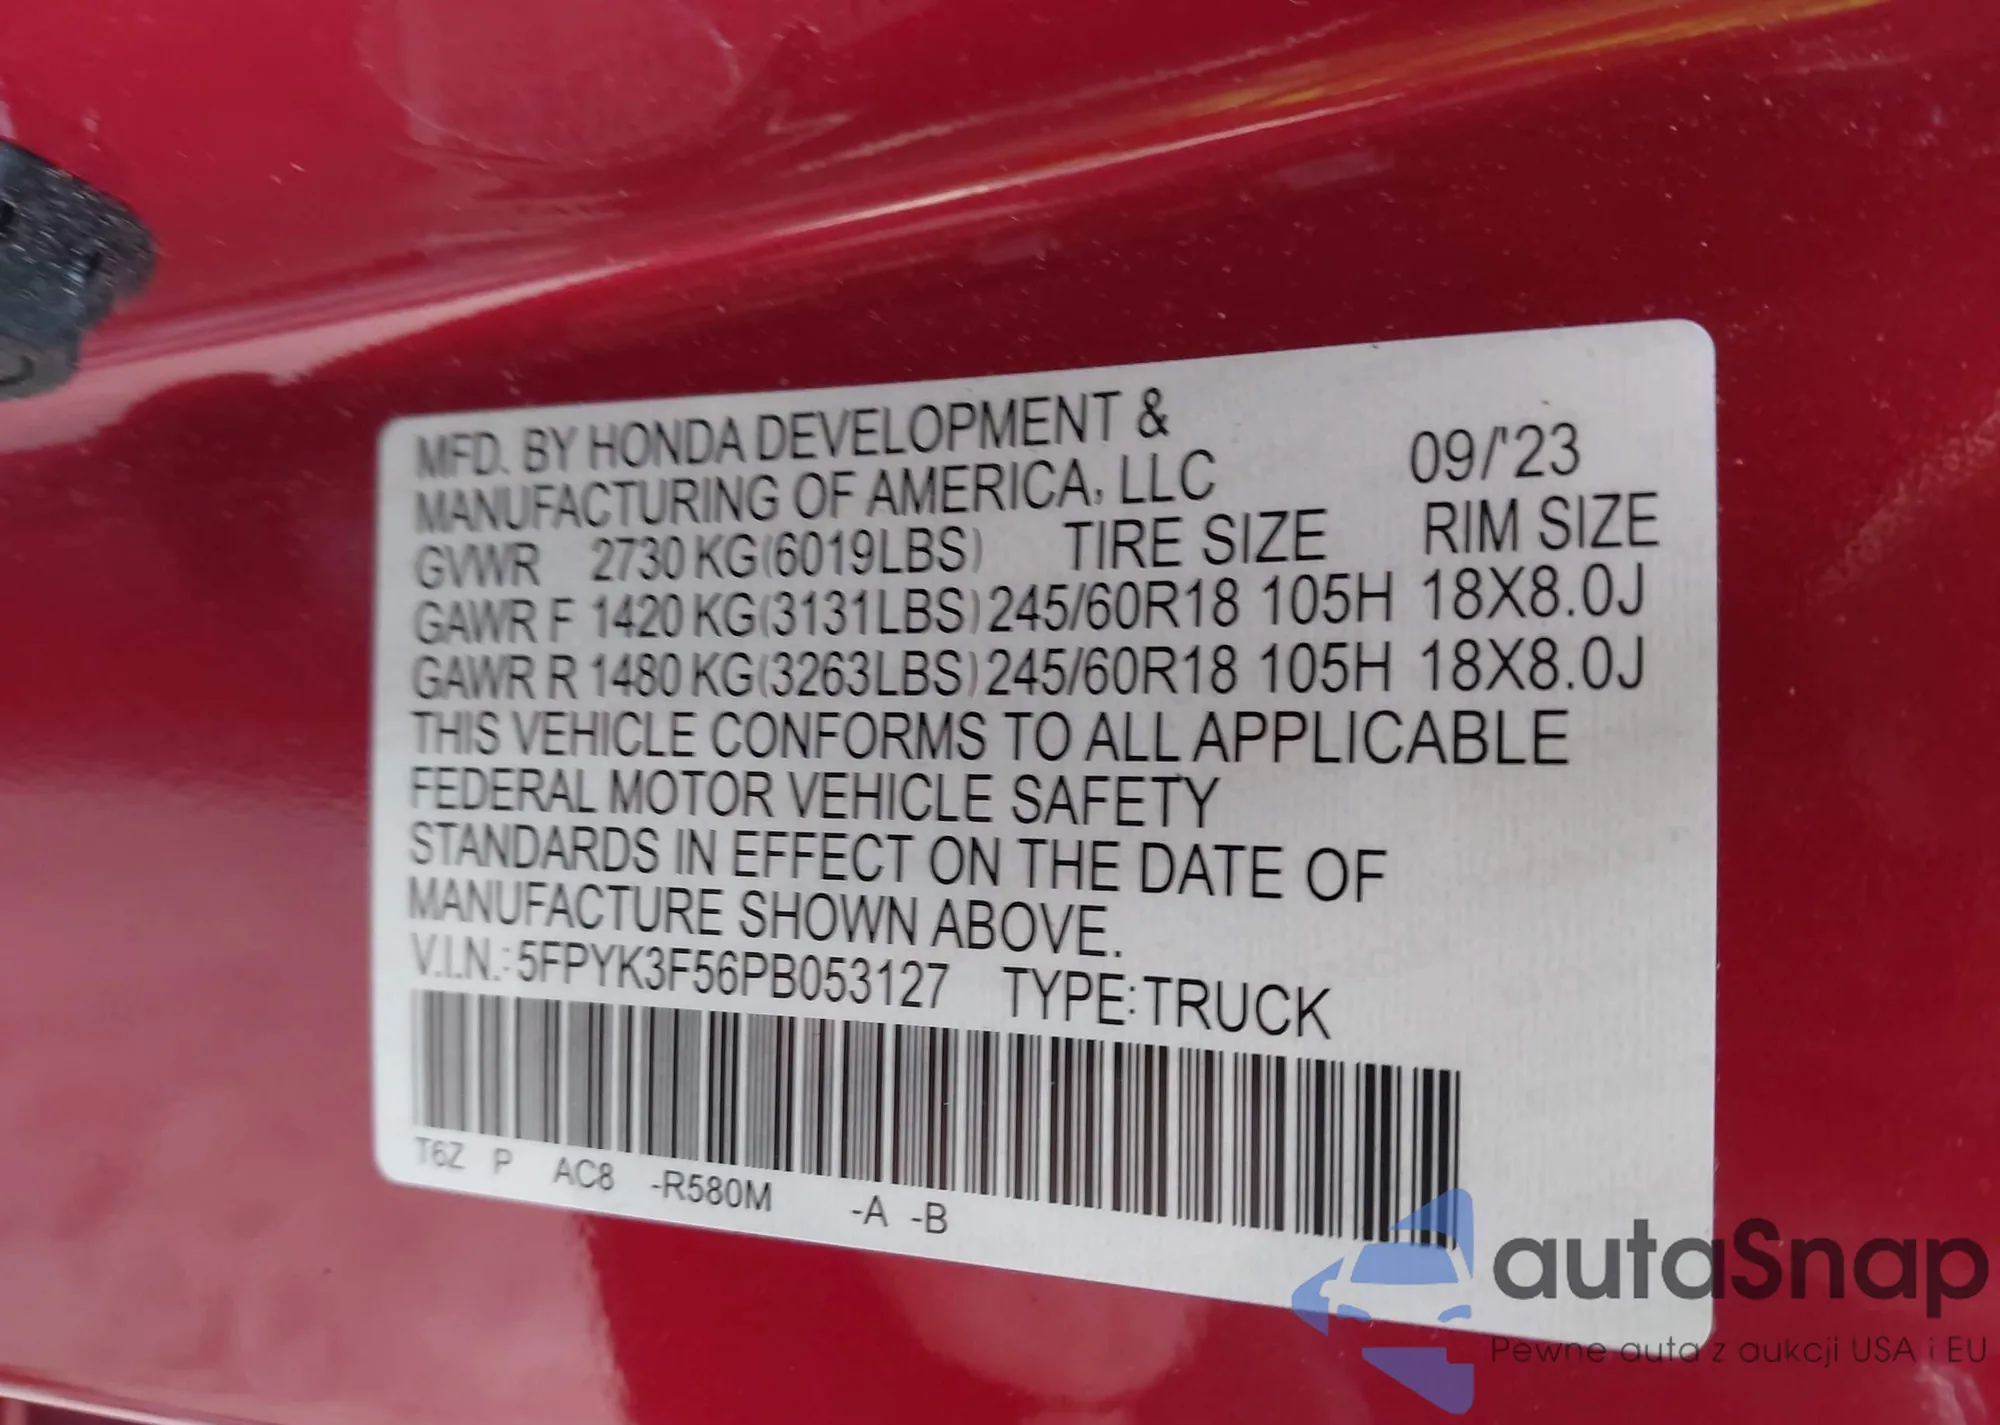 MFD. BY HONDA DEVELOPMENT &
MANUFACTURING OF AMERICA, LLC 09/'23
GVWR 2730 KG(6019LBS) TIRE SIZE RIM SIZE
GAWR F 1420 KG(3131LBS) 245/60R18 105H 18X8.0J
GAWR R 1480 KG(3263LBS) 245/60R18 105H 18X8.0J
THIS VEHICLE CONFORMS TO ALL APPLICABLE
FEDERAL MOTOR VEHICLE SAFETY
STANDARDS IN EFFECT ON THE DATE OF
MANUFACTURE SHOWN ABOVE.
V.I.N.: 5FPYK3F56PB053127 TYPE: TRUCK
T6Z P AC8 -R580M -A -B
autaSnap
Pewne auta z aukcji USA i EU